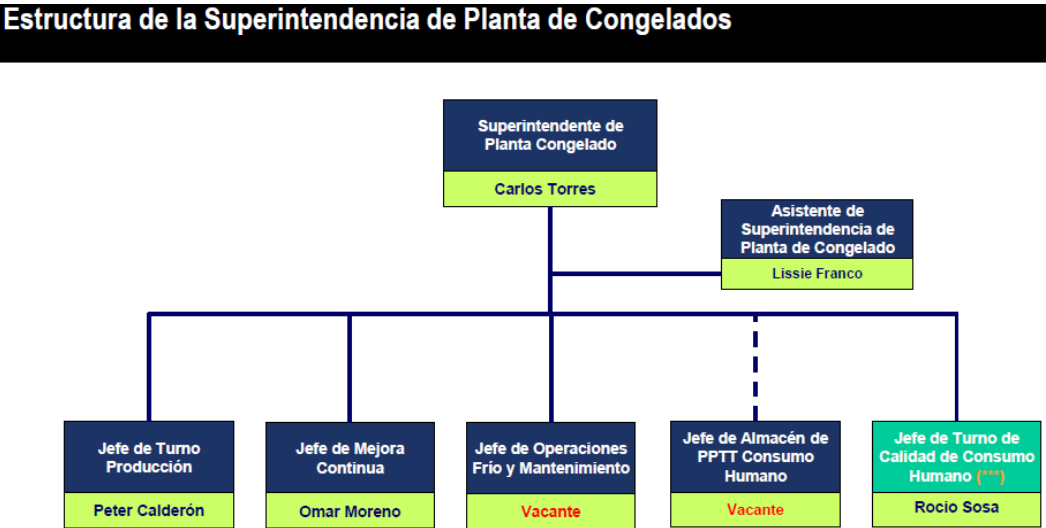 Estructura de la Superintendencia de Planta de Congelados
Superintendente de
Planta Congelado
Carlos Torres
Asistente de
Superintendencia de
Planta de Congelado
Lissie Franco
Jefe de Turno
Producción
Peter Calderón
Jefe de Mejora
Continua
Omar Moreno
Jefe de Operaciones
Frío y Mantenimiento
Vacante
Jefe de Almacén de
PPTT Consumo
Humano
Vacante
Jefe de Turno de
Calidad de Consumo
Humano (***)
Rocio Sosa